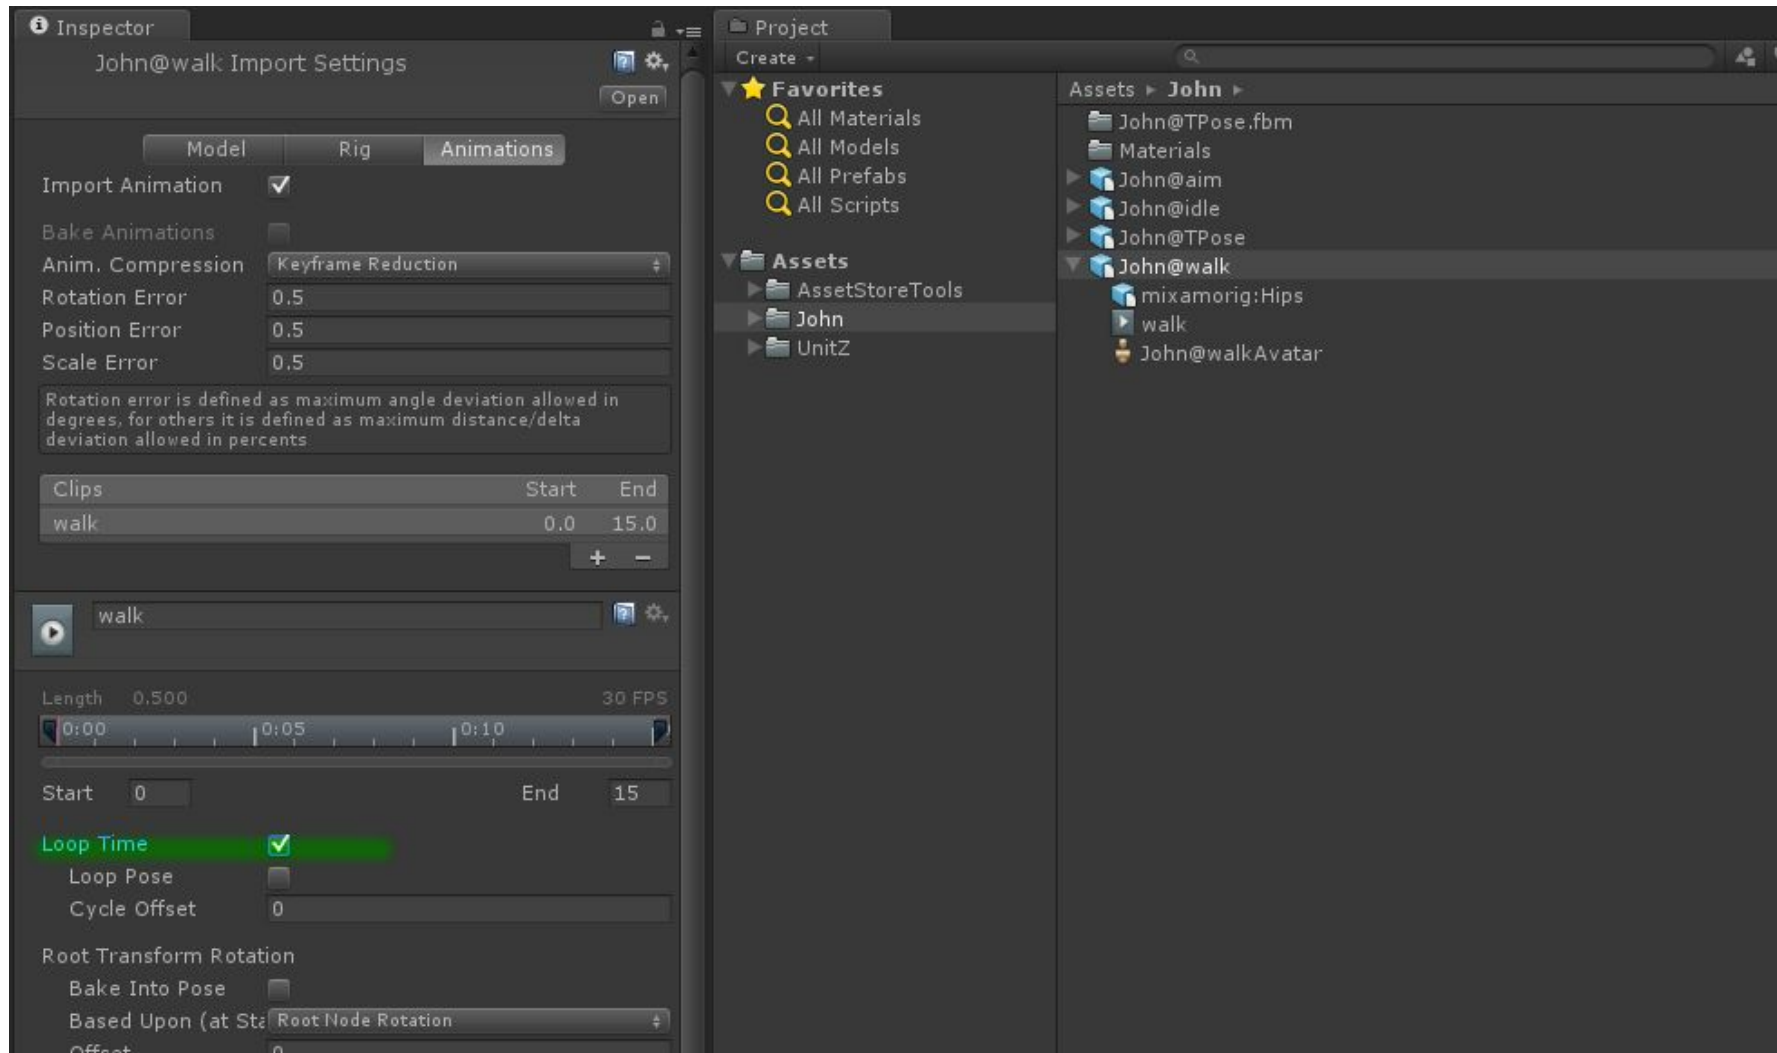 Inspector
John@walk Import Settings
Open
Model Rig Animations
Import Animation
Bake Animations
Anim. Compression Keyframe Reduction
Rotation Error 0.5
Position Error 0.5
Scale Error 0.5
Rotation error is defined as maximum angle deviation allowed in
degrees, for others it is defined as maximum distance/delta
deviation allowed in percents
Clips Start End
walk 0.0 15.0
+ −
walk
Length 0.500 30 FPS
0:00 0:05 0:10
Start 0 End 15
Loop Time
Loop Pose
Cycle Offset 0
Root Transform Rotation
Bake Into Pose
Based Upon (at Sta Root Node Rotation
Offset 0
Project
Create
Favorites
All Materials
All Models
All Prefabs
All Scripts
Assets
AssetStoreTools
John
UnitZ
Assets ▸ John ▸
John@TPose.fbm
Materials
John@aim
John@idle
John@TPose
John@walk
mixamorig:Hips
walk
John@walkAvatar